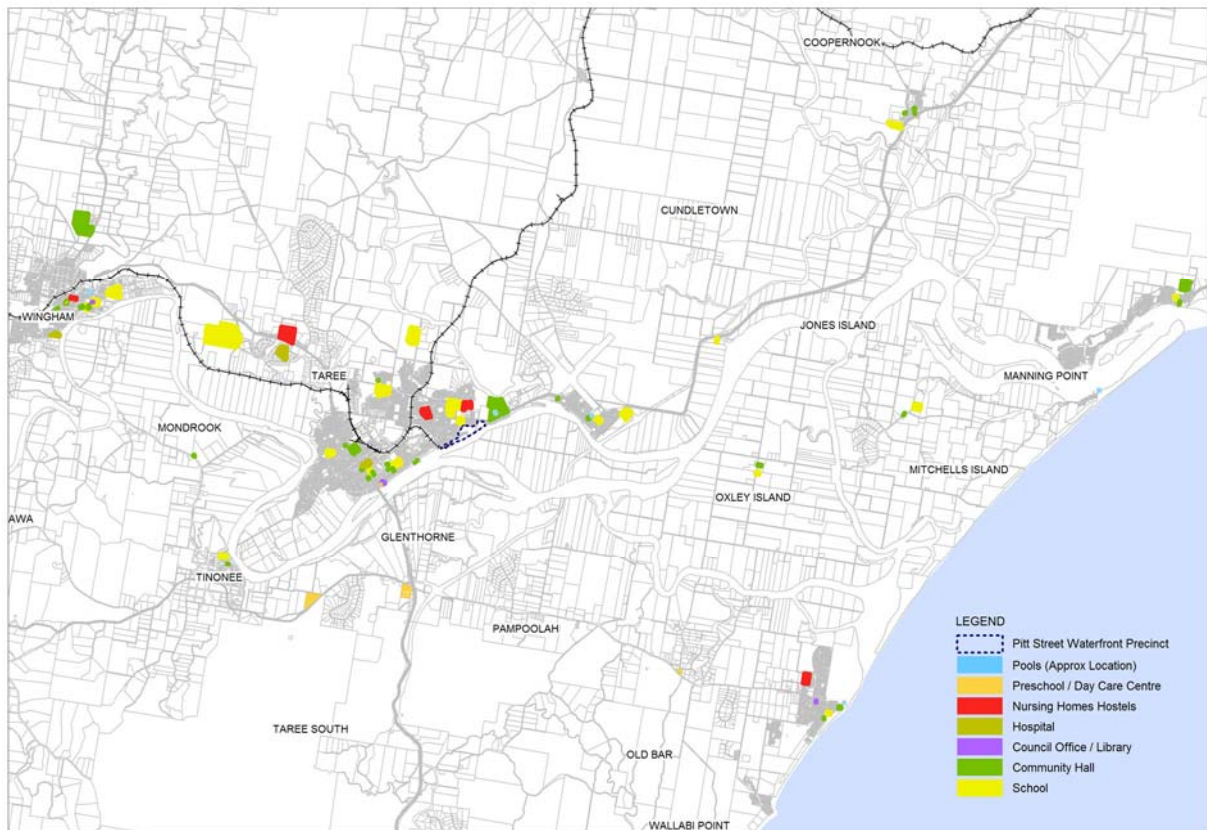 COOPERNOOK
CUNDLETOWN
WINGHAM
JONES ISLAND
TAREE
MANNING POINT
MONDROOK
MITCHELLS ISLAND
OXLEY ISLAND
AWA
GLENTHORNE
TINONEE
PAMPOOLAH
TAREE SOUTH
OLD BAR
WALLABI POINT
LEGEND
Pitt Street Waterfront Precinct
Pools (Approx Location)
Preschool / Day Care Centre
Nursing Homes Hostels
Hospital
Council Office / Library
Community Hall
School